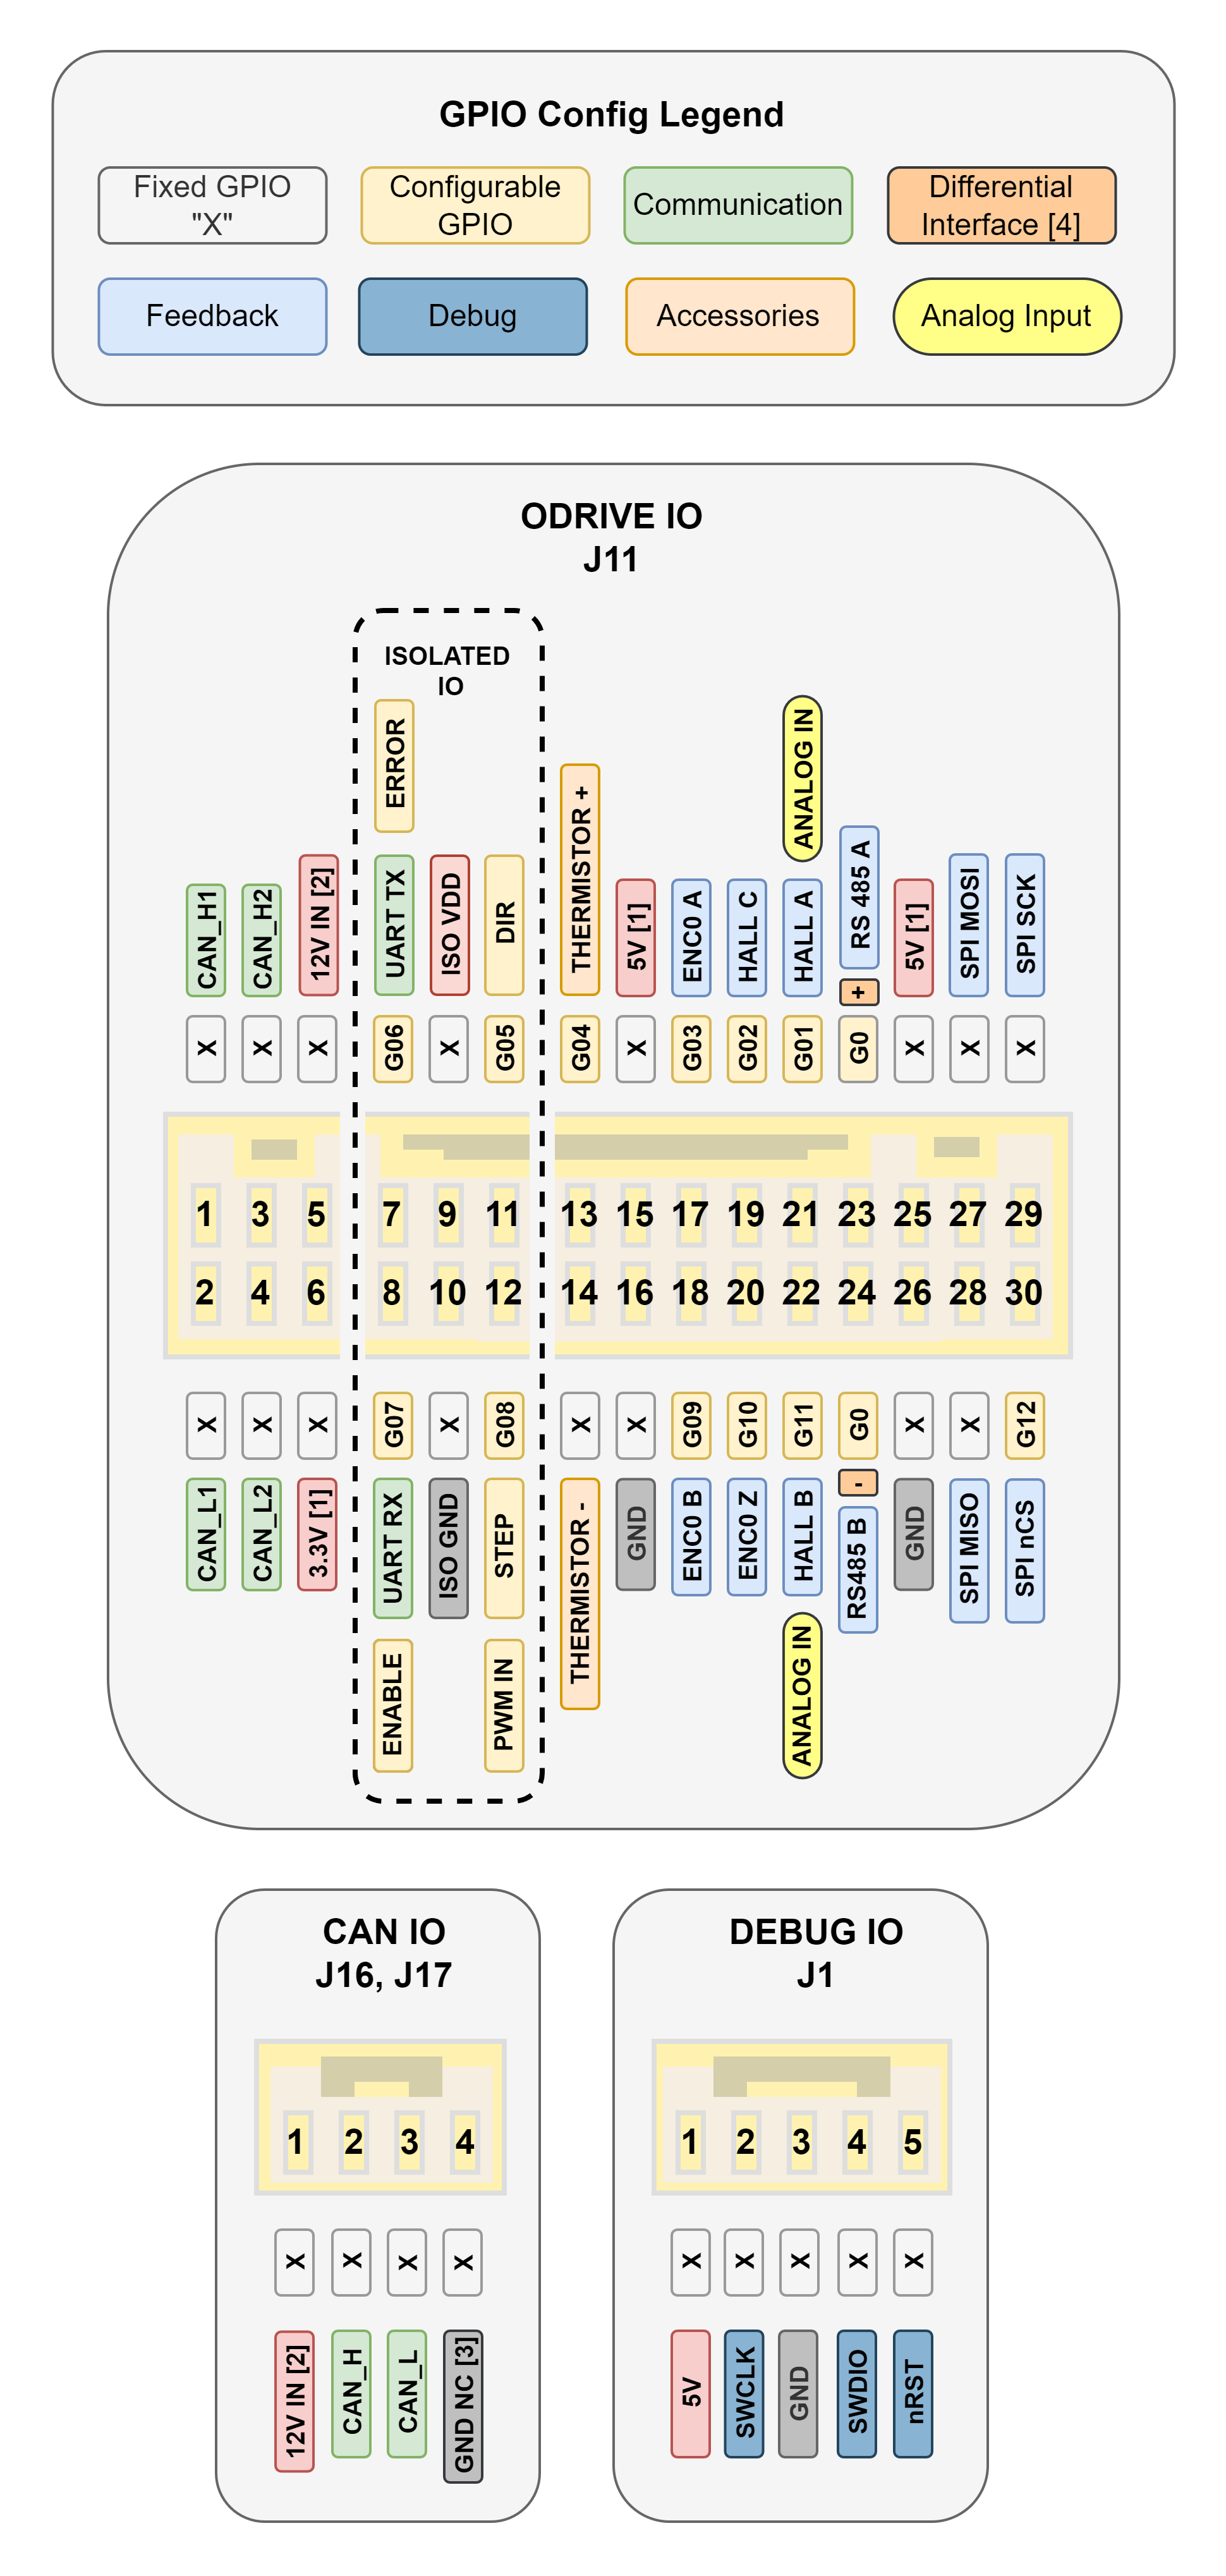 GPIO Config Legend
Fixed GPIO
"X"
Configurable
GPIO
Communication
Differential
Interface [4]
Feedback
Debug
Accessories
Analog Input
ODRIVE IO
J11
ISOLATED
IO
ERROR
ANALOG IN
THERMISTOR +
CAN_H1
CAN_H2
12V IN [2]
UART TX
ISO VDD
DIR
5V [1]
ENC0 A
HALL C
HALL A
RS 485 A
+
5V [1]
SPI MOSI
SPI SCK
X
X
X
G06
X
G05
G04
X
G03
G02
G01
G0
X
X
X
1 3 5 7 9 11 13 15 17 19 21 23 25 27 29
2 4 6 8 10 12 14 16 18 20 22 24 26 28 30
X
X
X
G07
X
G08
X
X
G09
G10
G11
G0
X
X
G12
CAN_L1
CAN_L2
3.3V [1]
UART RX
ISO GND
STEP
THERMISTOR -
GND
ENC0 B
ENC0 Z
HALL B
-
RS485 B
GND
SPI MISO
SPI nCS
ENABLE
PWM IN
ANALOG IN
CAN IO
J16, J17
1 2 3 4
X
X
X
X
12V IN [2]
CAN_H
CAN_L
GND NC [3]
DEBUG IO
J1
1 2 3 4 5
X
X
X
X
X
5V
SWCLK
GND
SWDIO
nRST